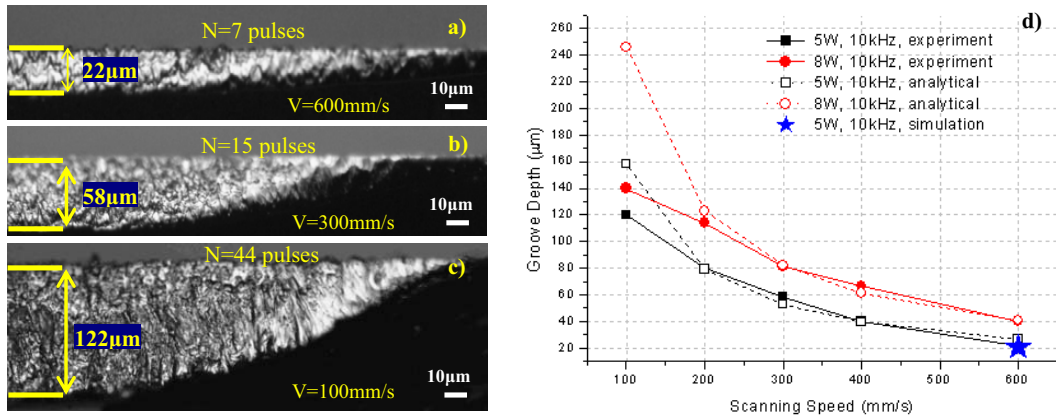 N=7 pulses
a)
22µm
10µm
V=600mm/s
N=15 pulses
b)
58µm
10µm
V=300mm/s
N=44 pulses
c)
122µm
10µm
V=100mm/s
d)
5W, 10kHz, experiment
8W, 10kHz, experiment
5W, 10kHz, analytical
8W, 10kHz, analytical
5W, 10kHz, simulation
Groove Depth (µm)
260
240
220
200
180
160
140
120
100
80
60
40
20
100 200 300 400 500 600
Scanning Speed (mm/s)